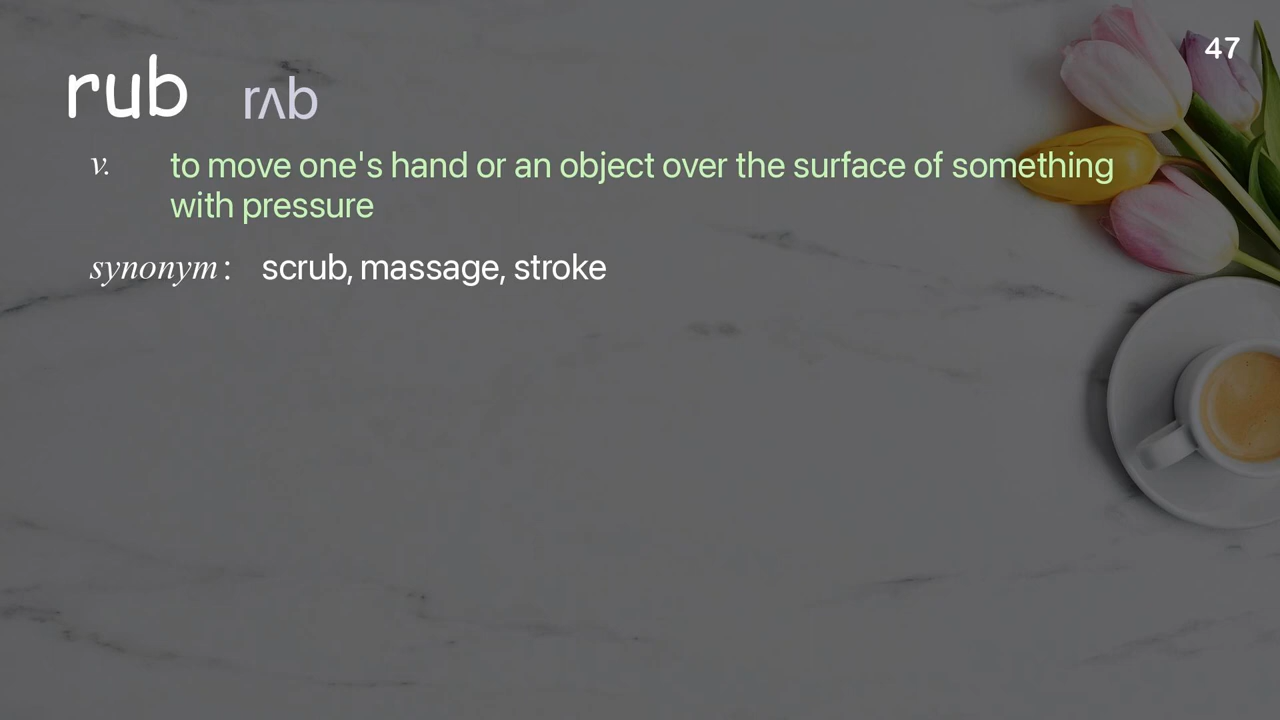 47
rub rʌb
v. to move one's hand or an object over the surface of something
with pressure
synonym: scrub, massage, stroke